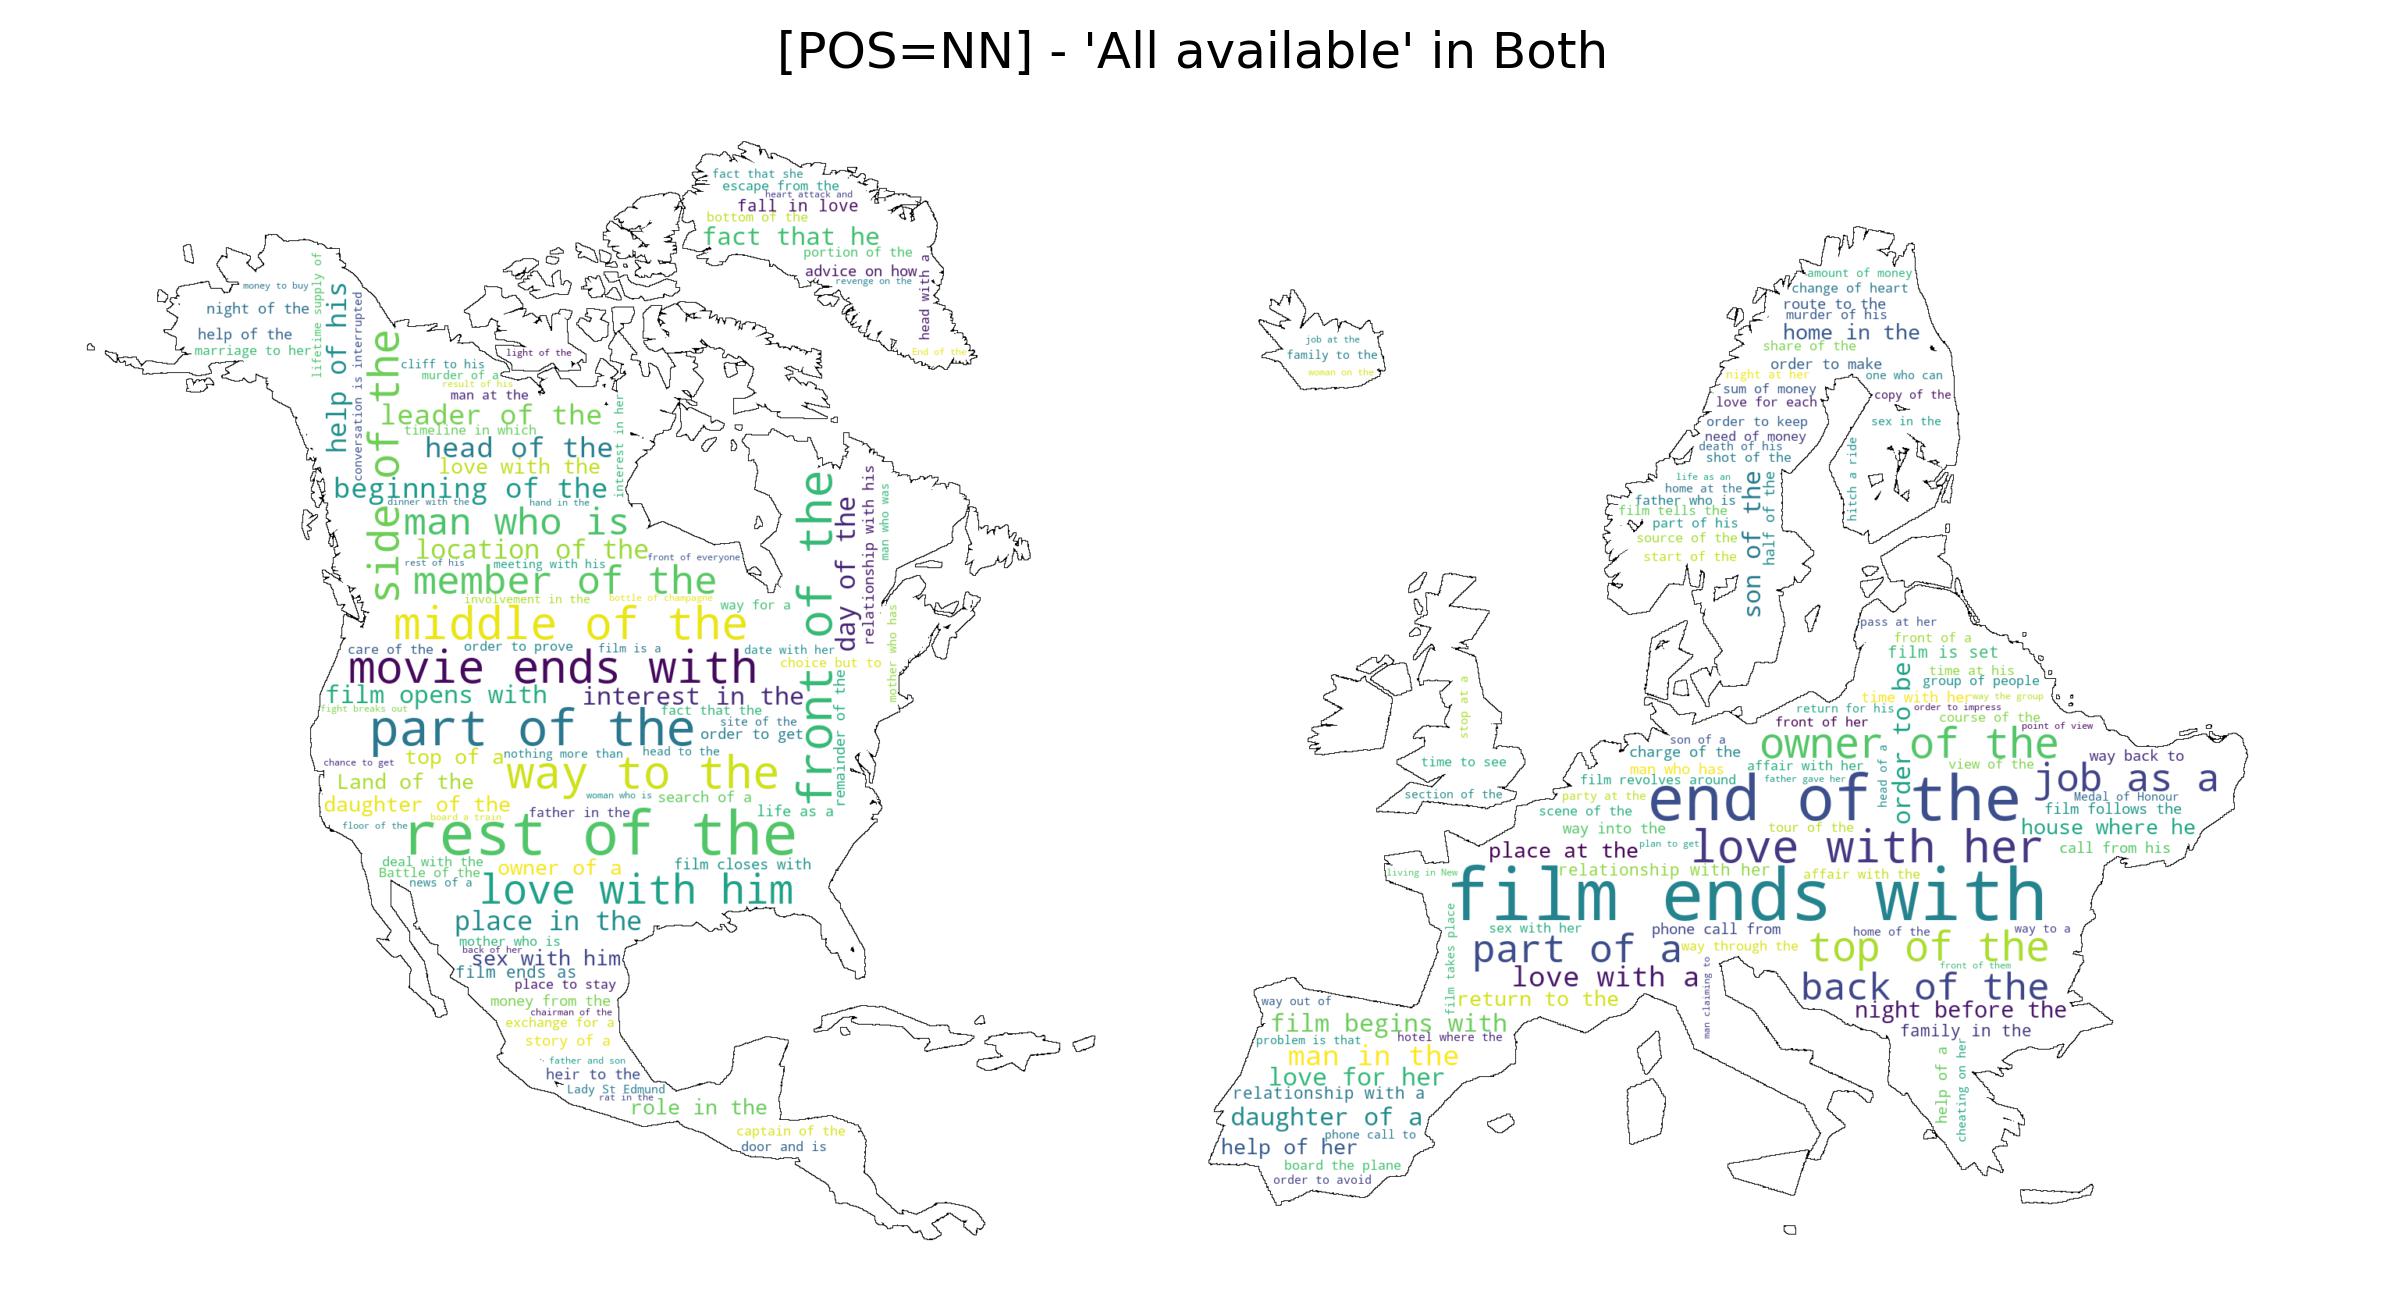 [POS=NN] - 'All available' in Both
fact that she
escape from the
heart attack and
fall in love
bottom of the
fact that he
portion of the
advice on how
revenge on the
head with a
End of the
money to buy
night of the
help of the
marriage to her
lifetime supply of
help of his
conversation is interrupted
side of the
light of the
cliff to his
murder of a
result of his
man at the
leader of the
timeline in which
head of the
love with the
interest in her
beginning of the
dinner with the
hand in the
man who is
location of the
front of everyone
rest of his
meeting with his
member of the
involvement in the
bottle of champagne
way for a
middle of the
front of the
day of the
relationship with his
man who was
mother who has
care of the
order to prove
film is a
date with her
movie ends with
choice but to
film opens with
interest in the
fight breaks out
fact that the
remainder of the
part of the
site of the
order to get
top of a
nothing more than
head to the
chance to get
way to the
Land of the
woman who is
search of a
daughter of the
board a train
father in the
life as a
floor of the
rest of the
deal with the
Battle of the
owner of a
film closes with
news of a
love with him
place in the
mother who is
back of her
sex with him
film ends as
place to stay
money from the
chairman of the
exchange for a
story of a
father and son
heir to the
Lady St Edmund
rat in the
role in the
captain of the
door and is
job at the
family to the
woman on the
amount of money
change of heart
route to the
murder of his
home in the
share of the
order to make
night at her
one who can
sum of money
love for each
copy of the
order to keep
sex in the
need of money
death of his
shot of the
hitch a ride
life as an
home at the
father who is
film tells the
part of his
source of the
start of the
son of the
half of the
pass at her
front of a
film is set
time at his
group of people
time with her
way the group
order to be
return for his
order to impress
front of her
course of the
point of view
stop at a
time to see
section of the
son of a
charge of the
owner of the
way back to
man who has
affair with her
view of the
film revolves around
father gave her
head of a
job as a
party at the
end of the
Medal of Honour
scene of the
film follows the
way into the
tour of the
house where he
place at the
plan to get
love with her
call from his
living in New
relationship with her
affair with the
film ends with
film takes place
sex with her
phone call from
home of the
way to a
part of a
way through the
top of the
front of them
love with a
man claiming to
back of the
return to the
night before the
family in the
way out of
film begins with
problem is that
hotel where the
man in the
love for her
relationship with a
daughter of a
phone call to
help of her
board the plane
order to avoid
help of a
cheating on her